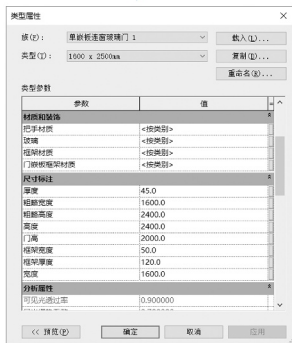 类型属性
族(F):
单嵌板连窗玻璃门 1
载入(L)...
类型(T):
1600 x 2500mm
复制(D)...
重命名(R)...
类型参数
参数 值 =
材质和装饰
把手材质 <按类别>
玻璃 <按类别>
框架材质 <按类别>
门嵌板框架材质 <按类别>
尺寸标注
厚度 45.0
粗略宽度 1600.0
粗略高度 2400.0
高度 2400.0
门高 2000.0
框架宽度 50.0
框架厚度 120.0
宽度 1600.0
分析属性
可见光透过率 0.900000
<< 预览(P)
确定
取消
应用